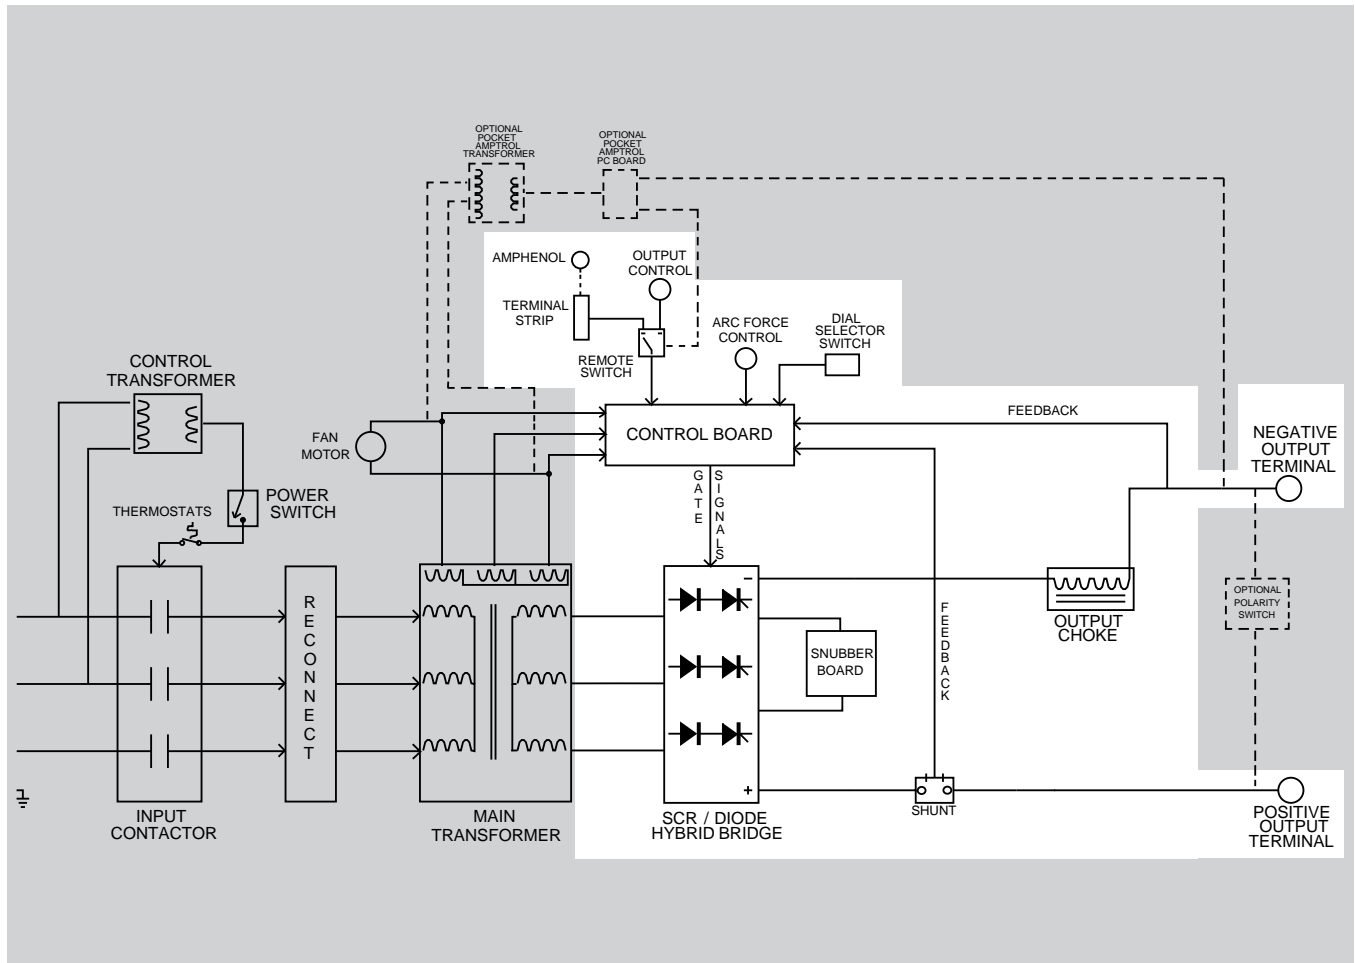 OPTIONAL
POCKET
AMPTROL
TRANSFORMER
OPTIONAL
POCKET
AMPTROL
PC BOARD
AMPHENOL
OUTPUT
CONTROL
TERMINAL
STRIP
REMOTE
SWITCH
ARC FORCE
CONTROL
DIAL
SELECTOR
SWITCH
CONTROL
TRANSFORMER
FAN
MOTOR
CONTROL BOARD
FEEDBACK
NEGATIVE
OUTPUT
TERMINAL
POWER
SWITCH
THERMOSTATS
GATE
SIGNALS
RECONNECT
–
+
SNUBBER
BOARD
FEEDBACK
OUTPUT
CHOKE
OPTIONAL
POLARITY
SWITCH
INPUT
CONTACTOR
MAIN
TRANSFORMER
SCR / DIODE
HYBRID BRIDGE
SHUNT
POSITIVE
OUTPUT
TERMINAL